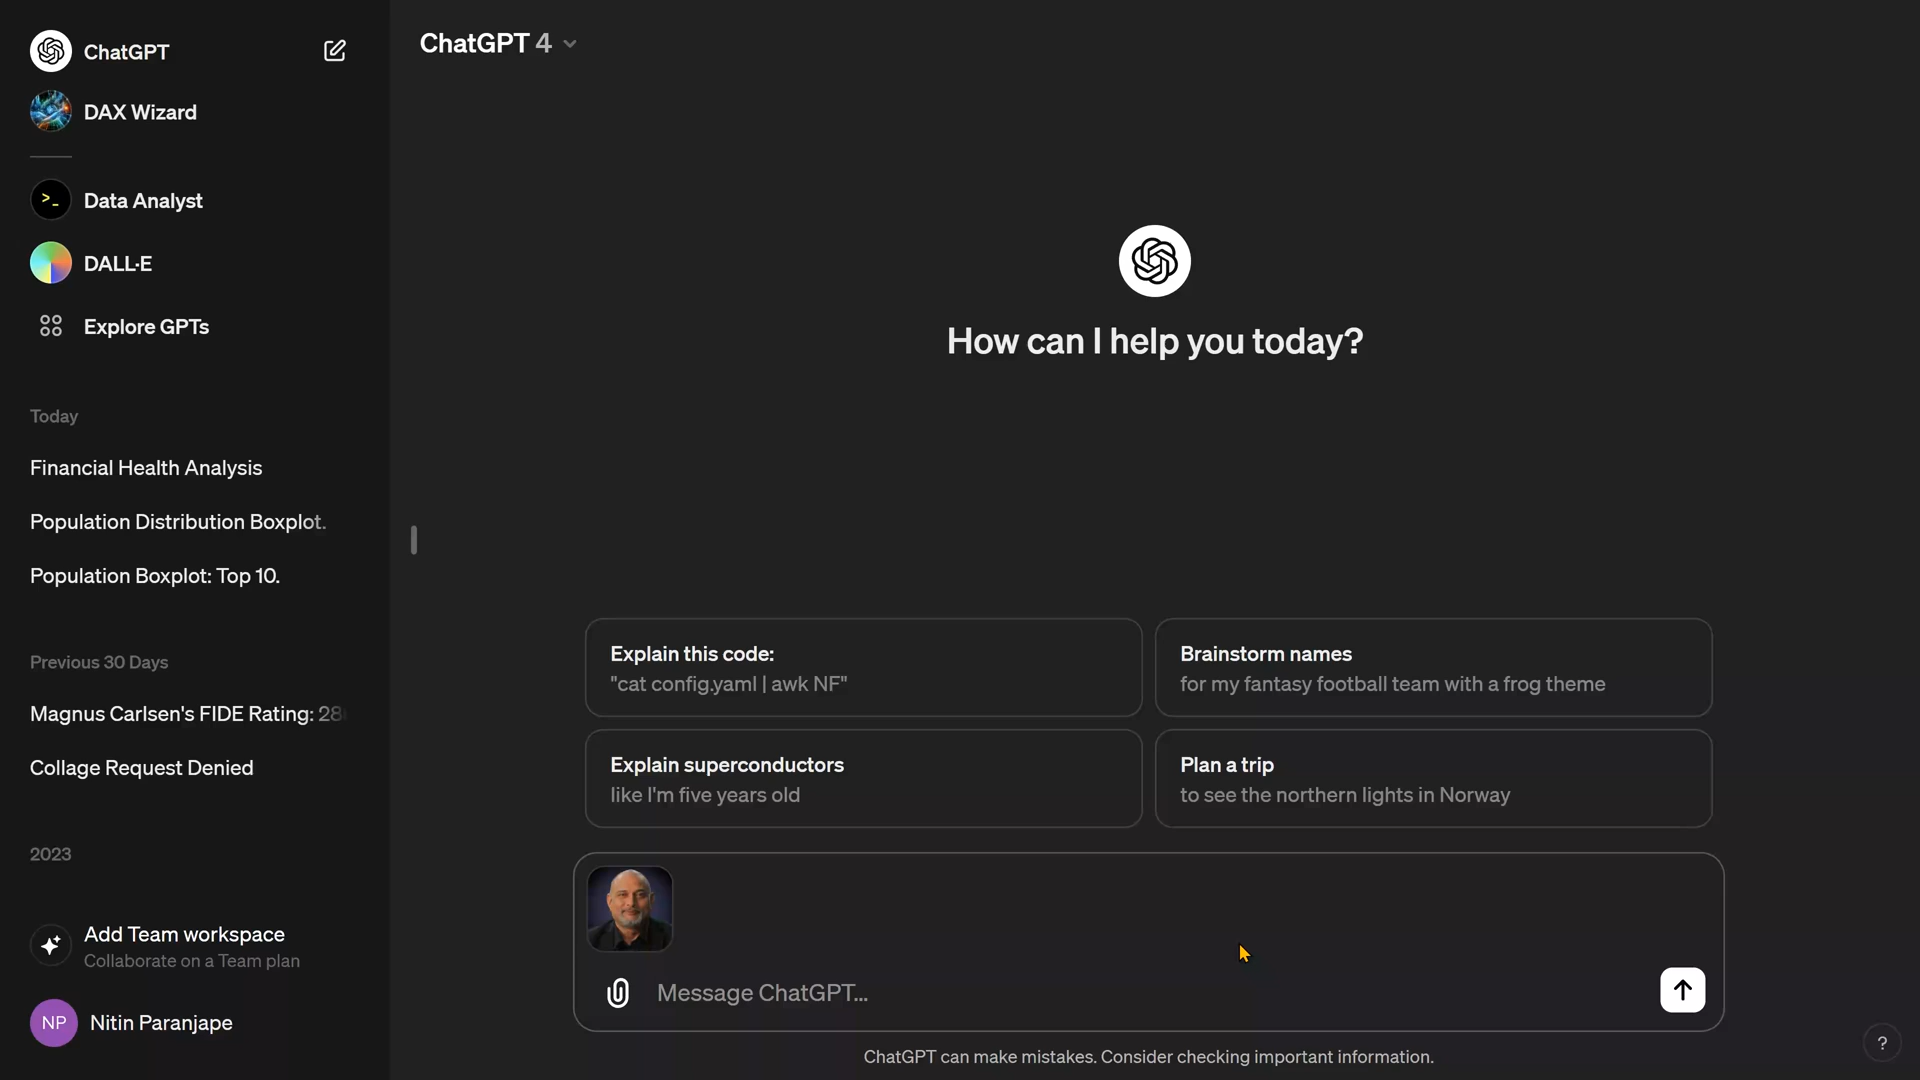 ChatGPT
DAX Wizard
>_
Data Analyst
DALL·E
Explore GPTs
Today
Financial Health Analysis
Population Distribution Boxplot.
Population Boxplot: Top 10.
Previous 30 Days
Magnus Carlsen's FIDE Rating: 28
Collage Request Denied
2023
Add Team workspace
Collaborate on a Team plan
NP
Nitin Paranjape
ChatGPT 4
How can I help you today?
Explain this code:
"cat config.yaml | awk NF"
Brainstorm names
for my fantasy football team with a frog theme
Explain superconductors
like I'm five years old
Plan a trip
to see the northern lights in Norway
Message ChatGPT...
ChatGPT can make mistakes. Consider checking important information.
?